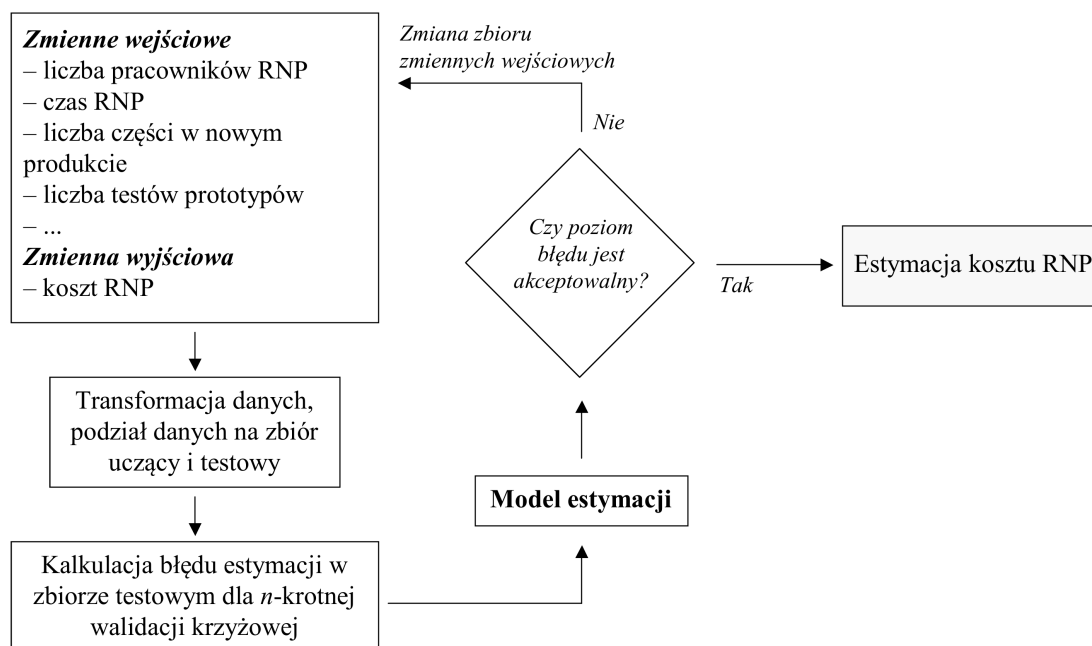 Zmienne wejściowe
– liczba pracowników RNP
– czas RNP
– liczba części w nowym
produkcie
– liczba testów prototypów
– ...
Zmienna wyjściowa
– koszt RNP
Transformacja danych,
podział danych na zbiór
uczący i testowy
Kalkulacja błędu estymacji w
zbiorze testowym dla n-krotnej
walidacji krzyżowej
Model estymacji
Czy poziom
błędu jest
akceptowalny?
Nie
Zmiana zbioru
zmiennych wejściowych
Tak
Estymacja kosztu RNP